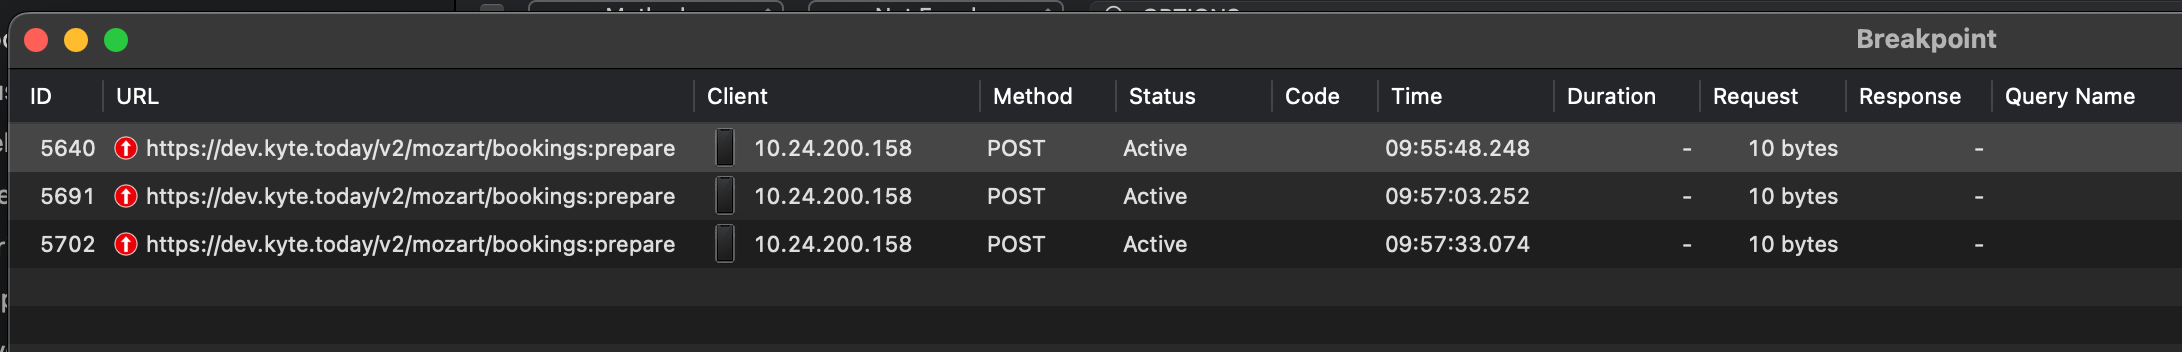 Breakpoint
ID URL Client Method Status Code Time Duration Request Response Query Name
5640 https://dev.kyte.today/v2/mozart/bookings:prepare 10.24.200.158 POST Active 09:55:48.248 - 10 bytes -
5691 https://dev.kyte.today/v2/mozart/bookings:prepare 10.24.200.158 POST Active 09:57:03.252 - 10 bytes -
5702 https://dev.kyte.today/v2/mozart/bookings:prepare 10.24.200.158 POST Active 09:57:33.074 - 10 bytes -